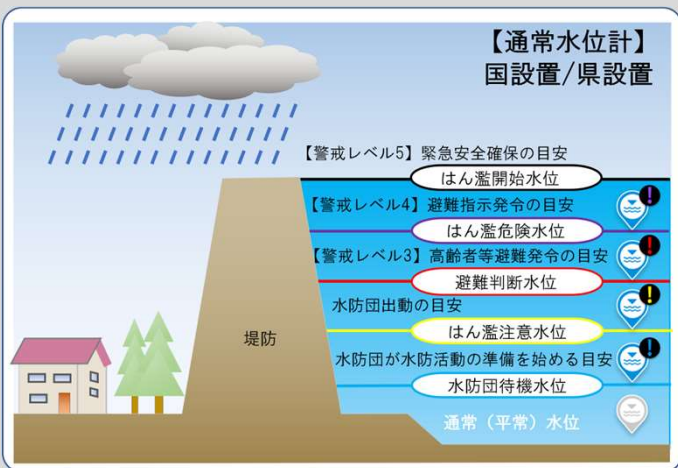 【通常水位計】
国設置/県設置
【警戒レベル5】緊急安全確保の目安
はん濫開始水位
【警戒レベル4】避難指示発令の目安
はん濫危険水位
【警戒レベル3】高齢者等避難発令の目安
避難判断水位
水防団出動の目安
はん濫注意水位
堤防
水防団が水防活動の準備を始める目安
水防団待機水位
通常（平常）水位